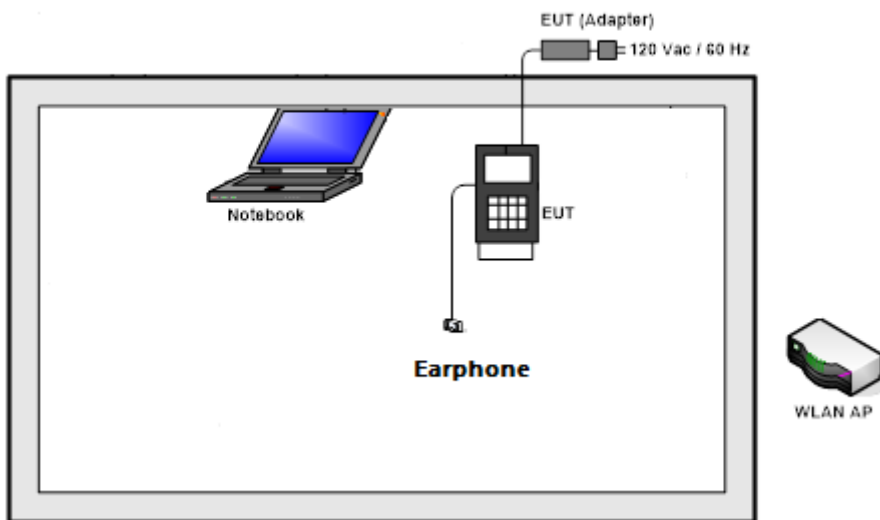 EUT (Adapter)
120 Vac / 60 Hz
Notebook
EUT
Earphone
WLAN AP